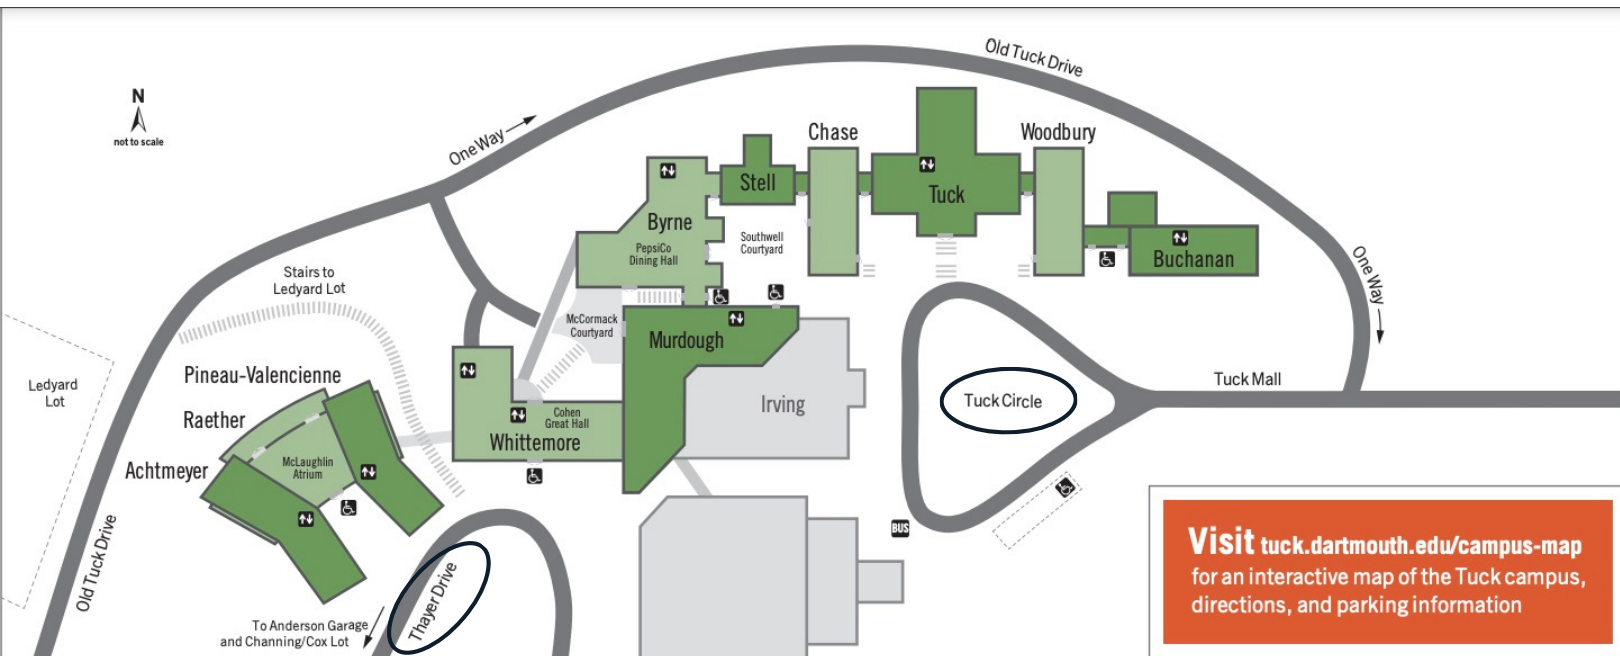 Old Tuck Drive
N
not to scale
One Way
Chase
Woodbury
Stell
Tuck
Byrne
PepsiCo
Dining Hall
Southwell
Courtyard
Buchanan
One Way
Stairs to
Ledyard Lot
McCormack
Courtyard
Murdough
Ledyard
Lot
Pineau-Valencienne
Tuck Mall
Raether
Irving
Tuck Circle
Cohen
Great Hall
Whittemore
Achtmeyer
McLaughlin
Atrium
BUS
Old Tuck Drive
Thayer Drive
To Anderson Garage
and Channing/Cox Lot
Visit tuck.dartmouth.edu/campus-map
for an interactive map of the Tuck campus,
directions, and parking information